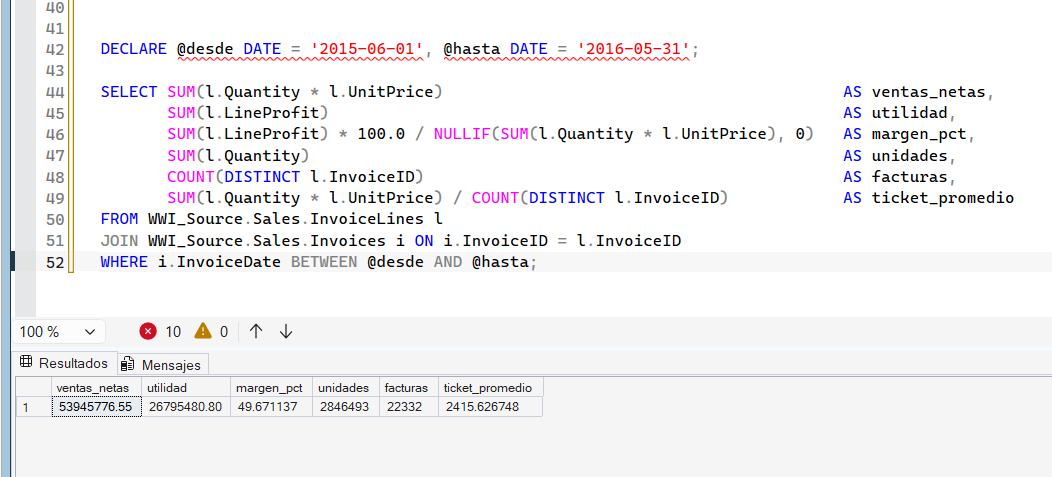 40
41
42 DECLARE @desde DATE = '2015-06-01', @hasta DATE = '2016-05-31';
43
44 SELECT SUM(l.Quantity * l.UnitPrice) AS ventas_netas,
45 SUM(l.LineProfit) AS utilidad,
46 SUM(l.LineProfit) * 100.0 / NULLIF(SUM(l.Quantity * l.UnitPrice), 0) AS margen_pct,
47 SUM(l.Quantity) AS unidades,
48 COUNT(DISTINCT l.InvoiceID) AS facturas,
49 SUM(l.Quantity * l.UnitPrice) / COUNT(DISTINCT l.InvoiceID) AS ticket_promedio
50 FROM WWI_Source.Sales.InvoiceLines l
51 JOIN WWI_Source.Sales.Invoices i ON i.InvoiceID = l.InvoiceID
52 WHERE i.InvoiceDate BETWEEN @desde AND @hasta;
100 % 10 0
Resultados Mensajes
ventas_netas utilidad margen_pct unidades facturas ticket_promedio
1 53945776.55 26795480.80 49.671137 2846493 22332 2415.626748